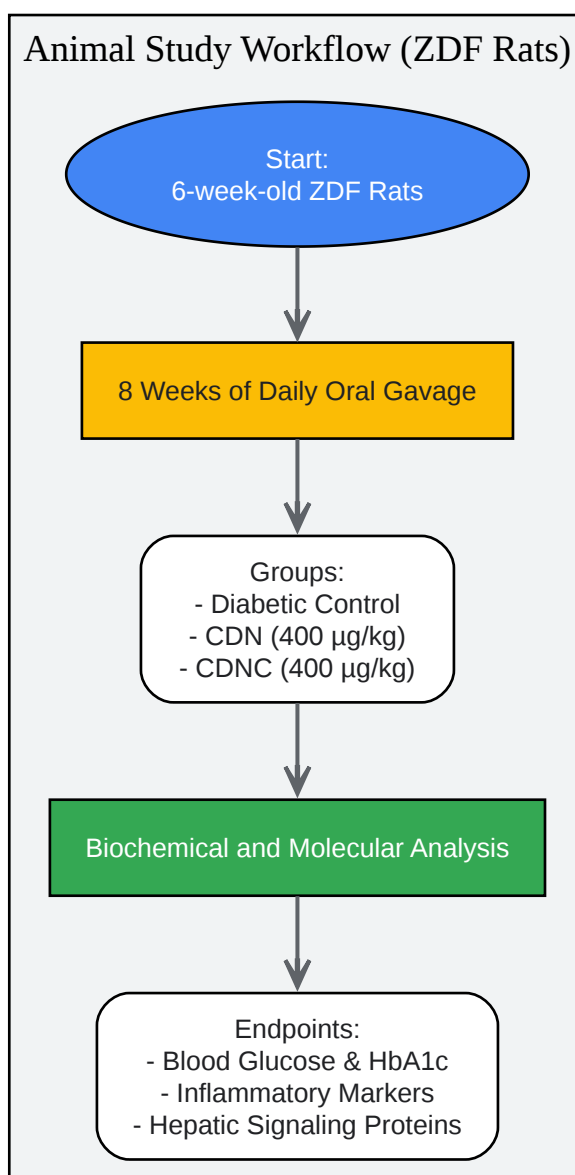 Animal Study Workflow (ZDF Rats)
Start:
6-week-old ZDF Rats
8 Weeks of Daily Oral Gavage
Groups:
- Diabetic Control
- CDN (400 µg/kg)
- CDNC (400 µg/kg)
Biochemical and Molecular Analysis
Endpoints:
- Blood Glucose & HbA1c
- Inflammatory Markers
- Hepatic Signaling Proteins